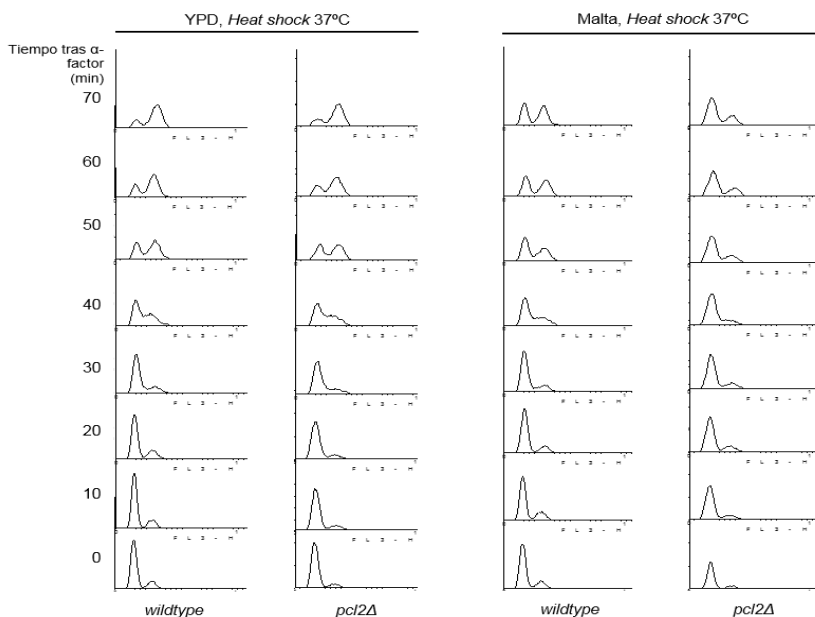 YPD, Heat shock 37ºC
Malta, Heat shock 37ºC
Tiempo tras α-
factor
(min)
70
60
50
40
30
20
10
0
wildtype
pcl2Δ
wildtype
pcl2Δ